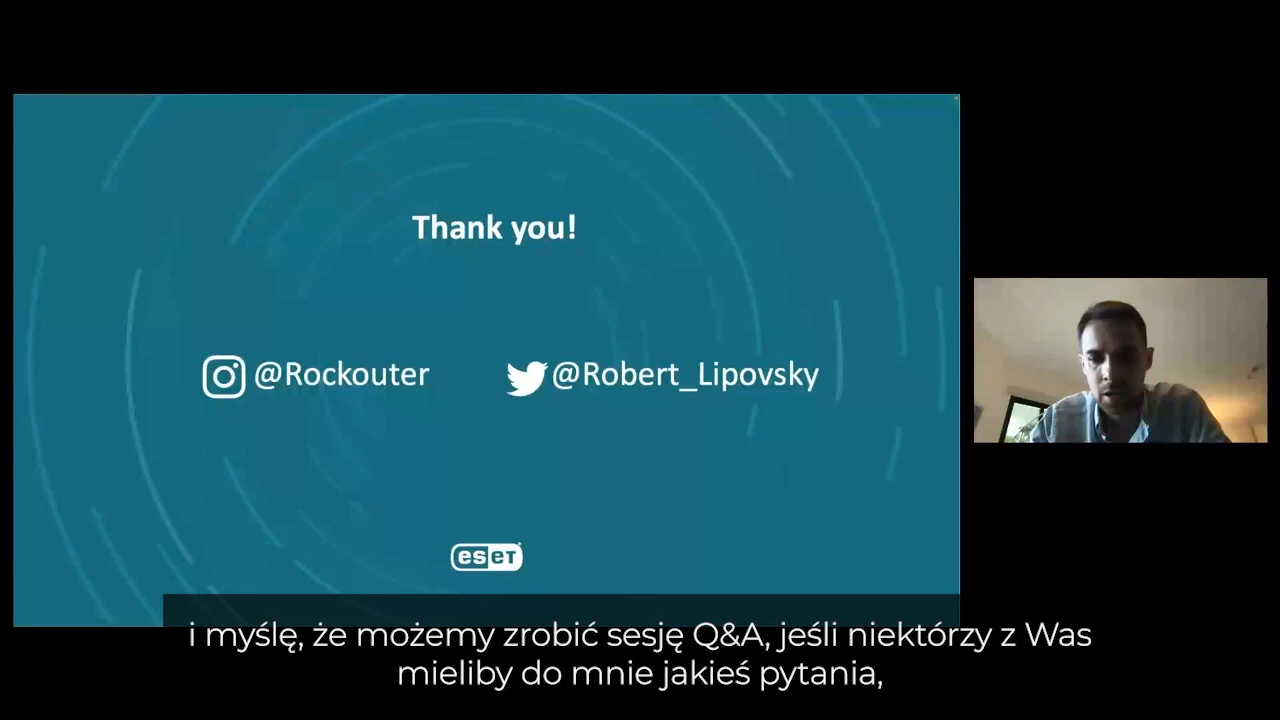 Thank you!
@Rockouter @Robert_Lipovsky
eseT
i myślę, że możemy zrobić sesję Q&A, jeśli niektórzy z Was
mieliby do mnie jakieś pytania,